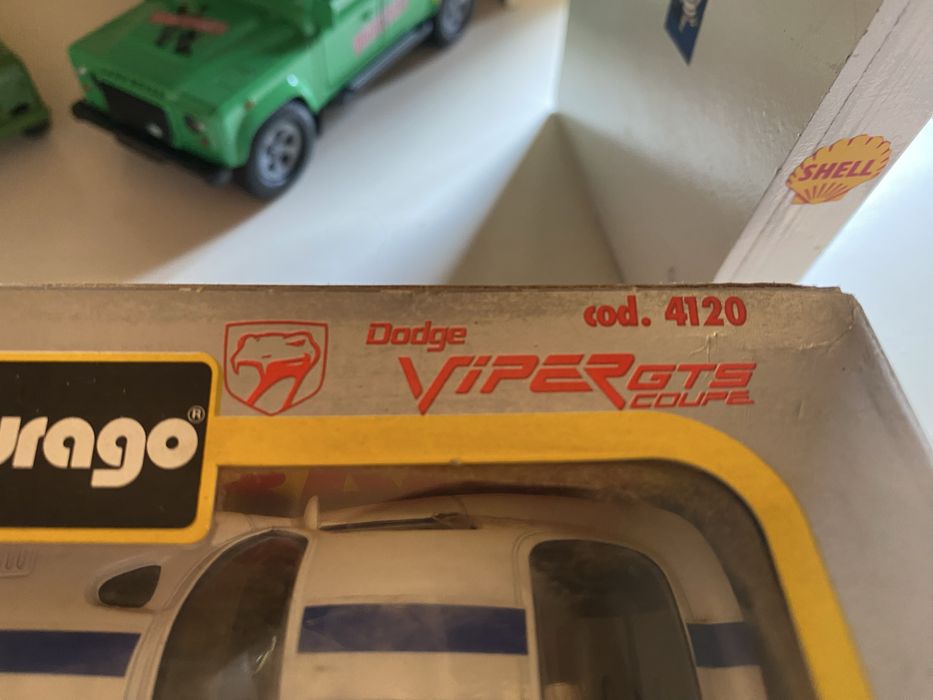 SHELL
cod. 4120
Dodge
VIPER GTS
COUPE
urago®